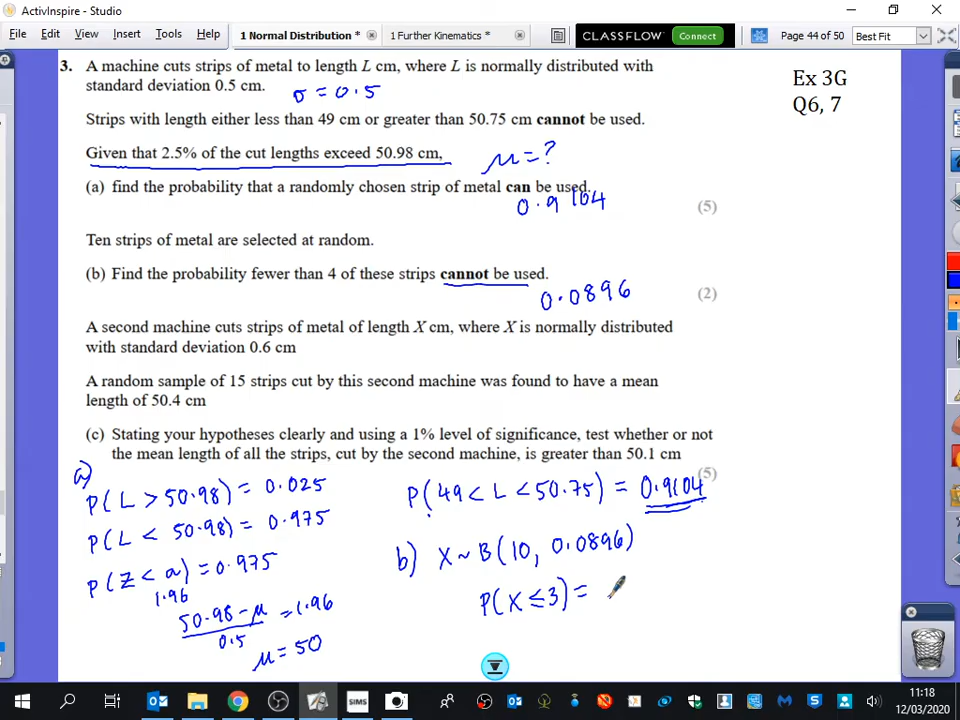 ActivInspire
File Edit View Insert Tools Help
1 Normal Distribution *
1 Further Kinematics *
CLASSFLOW Connect
Page 44 of 50
Best Fit
3. A machine cuts strips of metal to length L cm, where L is normally distributed with
standard deviation 0.5 cm.
σ = 0.5
Ex 3G
Q6, 7
Strips with length either less than 49 cm or greater than 50.75 cm cannot be used.
Given that 2.5% of the cut lengths exceed 50.98 cm,
μ = ?
(a) find the probability that a randomly chosen strip of metal can be used.
0.9104
(5)
Ten strips of metal are selected at random.
(b) Find the probability fewer than 4 of these strips cannot be used.
0.0896
(2)
A second machine cuts strips of metal of length X cm, where X is normally distributed
with standard deviation 0.6 cm
A random sample of 15 strips cut by this second machine was found to have a mean
length of 50.4 cm
(c) Stating your hypotheses clearly and using a 1% level of significance, test whether or not
the mean length of all the strips, cut by the second machine, is greater than 50.1 cm
(5)
a)
P(L > 50.98) = 0.025
P(L < 50.98) = 0.975
P(Z < a) = 0.975
1.96
50.98 - μ = 1.96
0.5
μ = 50
P(49 < L < 50.75) = 0.9104
b) X ~ B(10, 0.0896)
P(X ≤ 3) =
SIMS
11:18
12/03/2020